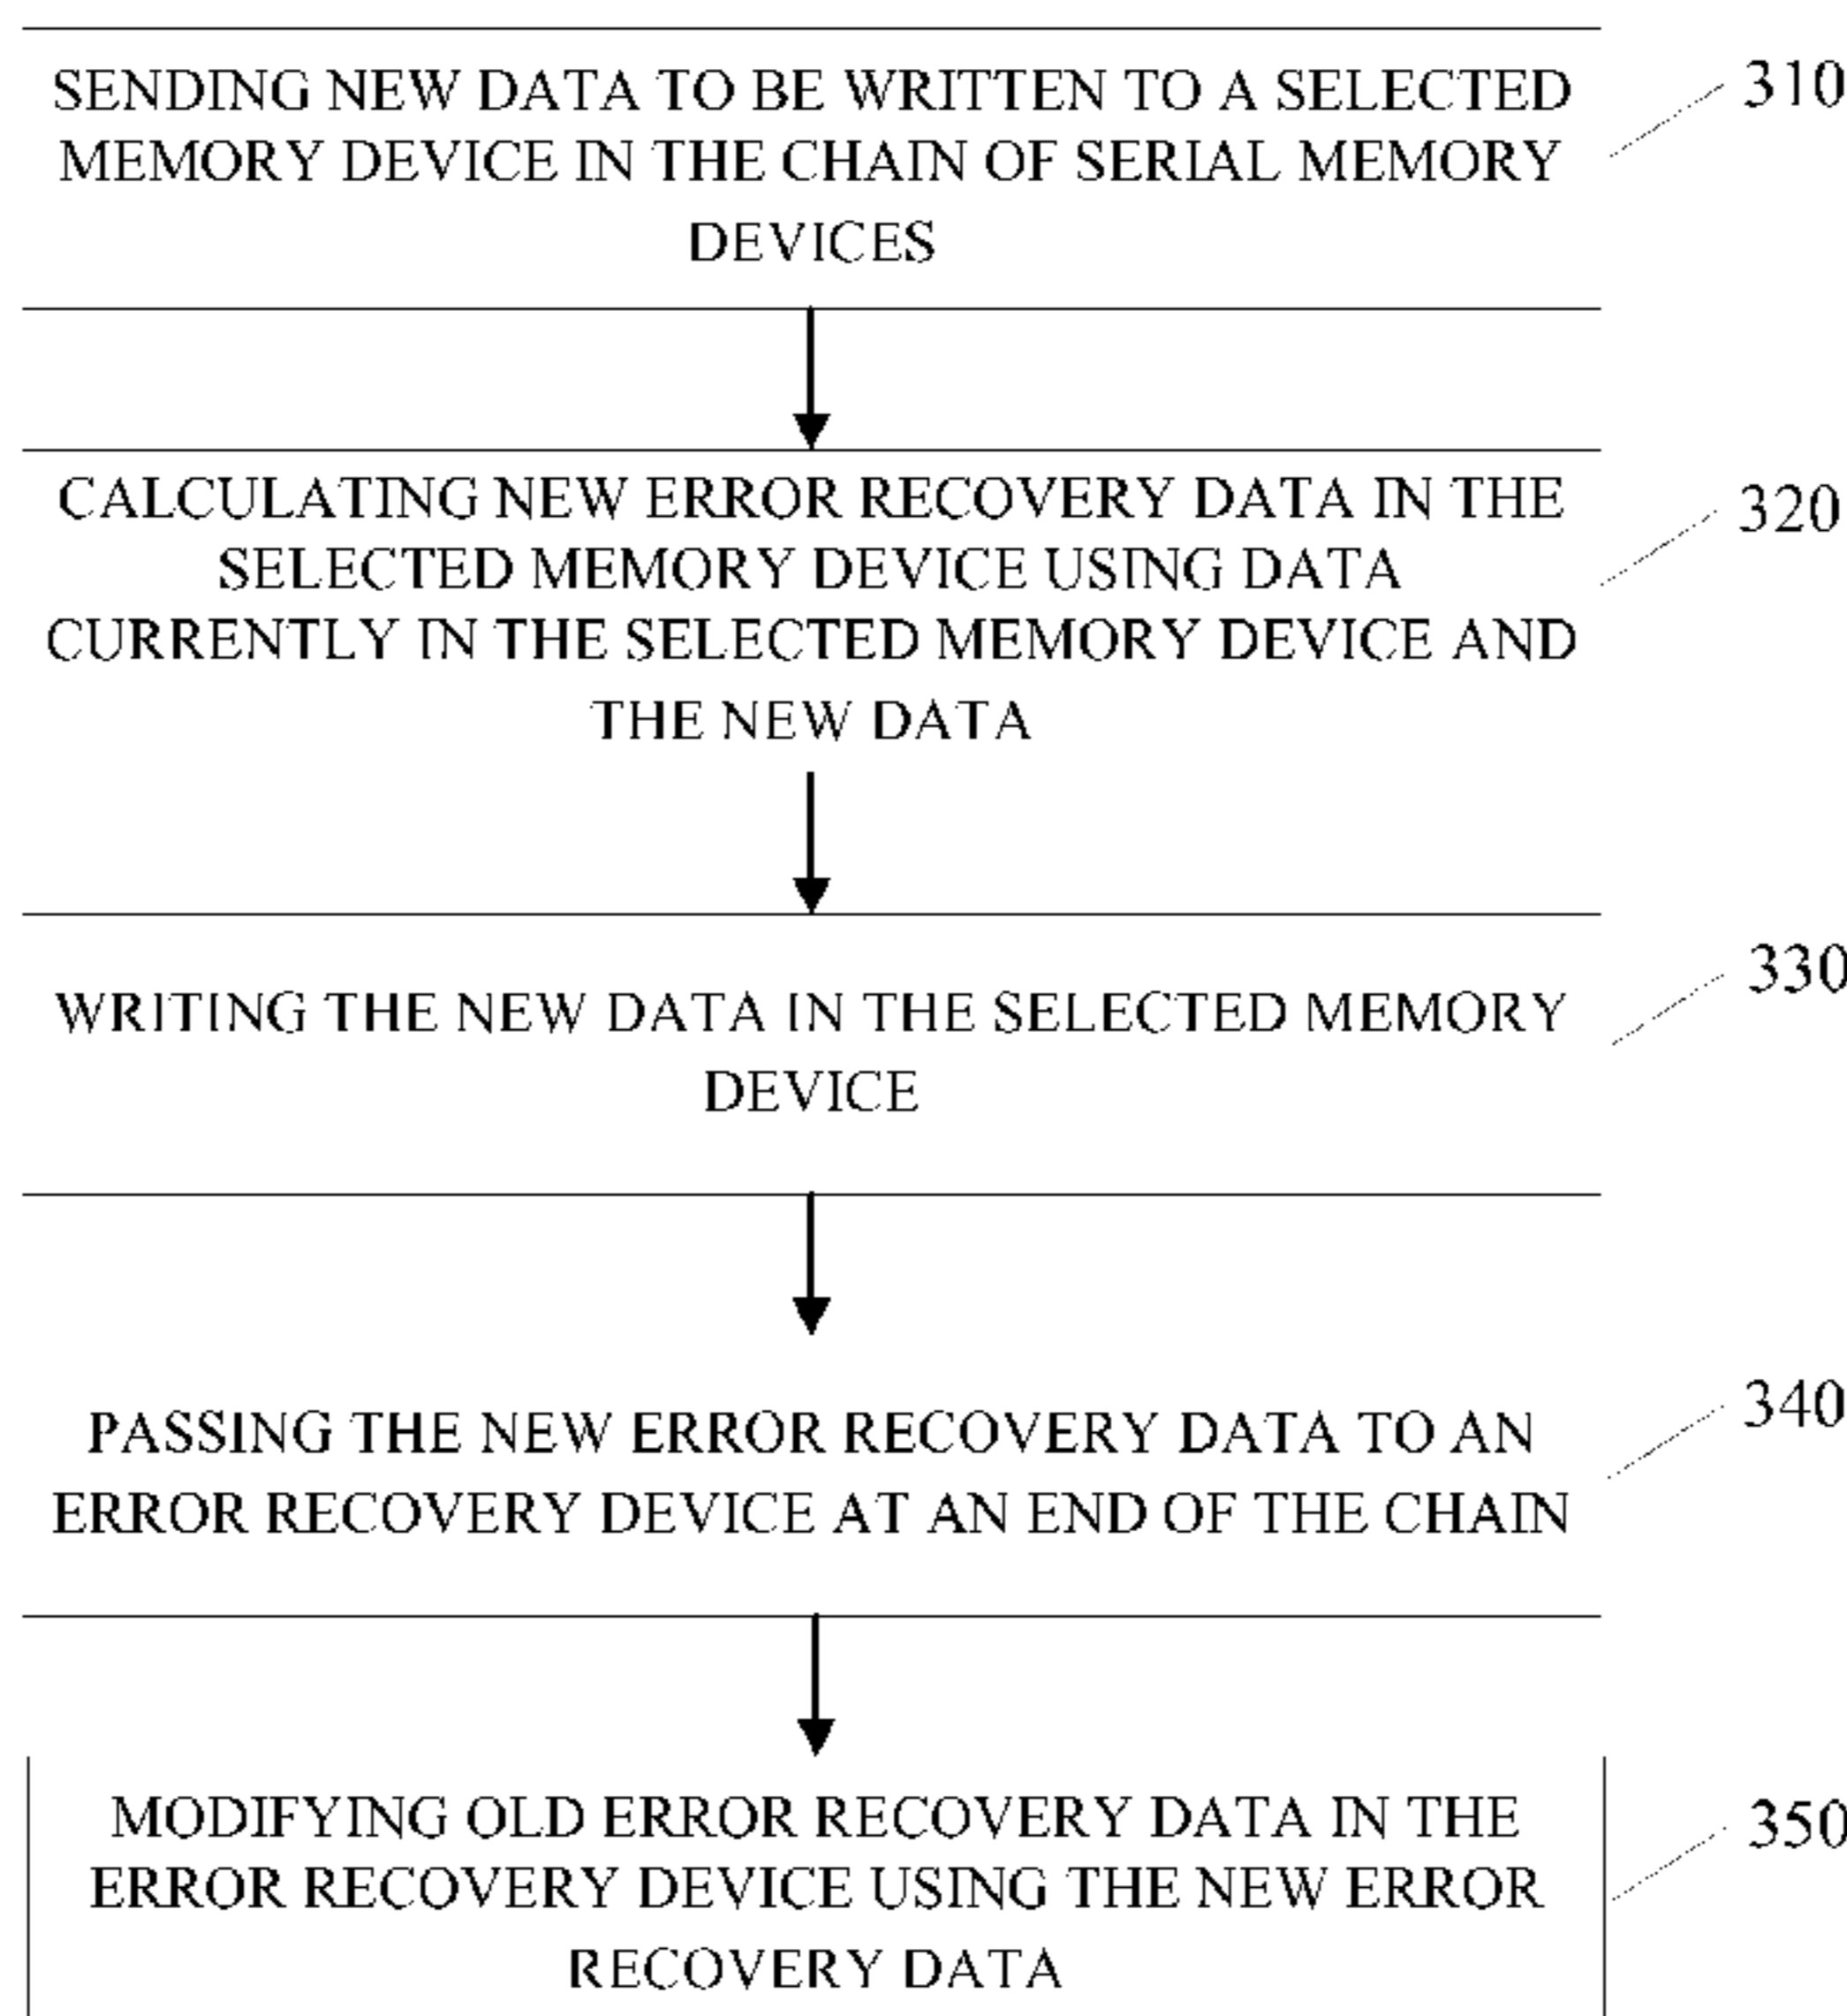 SENDING NEW DATA TO BE WRITTEN TO A SELECTED
310
MEMORY DEVICE IN THE CHAIN OF SERIAL MEMORY
DEVICES
CALCULATING NEW ERROR RECOVERY DATA IN THE
320
SELECTED MEMORY DEVICE USING DATA
CURRENTLY IN THE SELECTED MEMORY DEVICE AND
THE NEW DATA
330
WRITING THE NEW DATA IN THE SELECTED MEMORY
DEVICE
340
PASSING THE NEW ERROR RECOVERY DATA TO AN
ERROR RECOVERY DEVICE AT AN END OF THE CHAIN
MODIFYING OLD ERROR RECOVERY DATA IN THE
350
ERROR RECOVERY DEVICE USING THE NEW ERROR
RECOVERY DATA